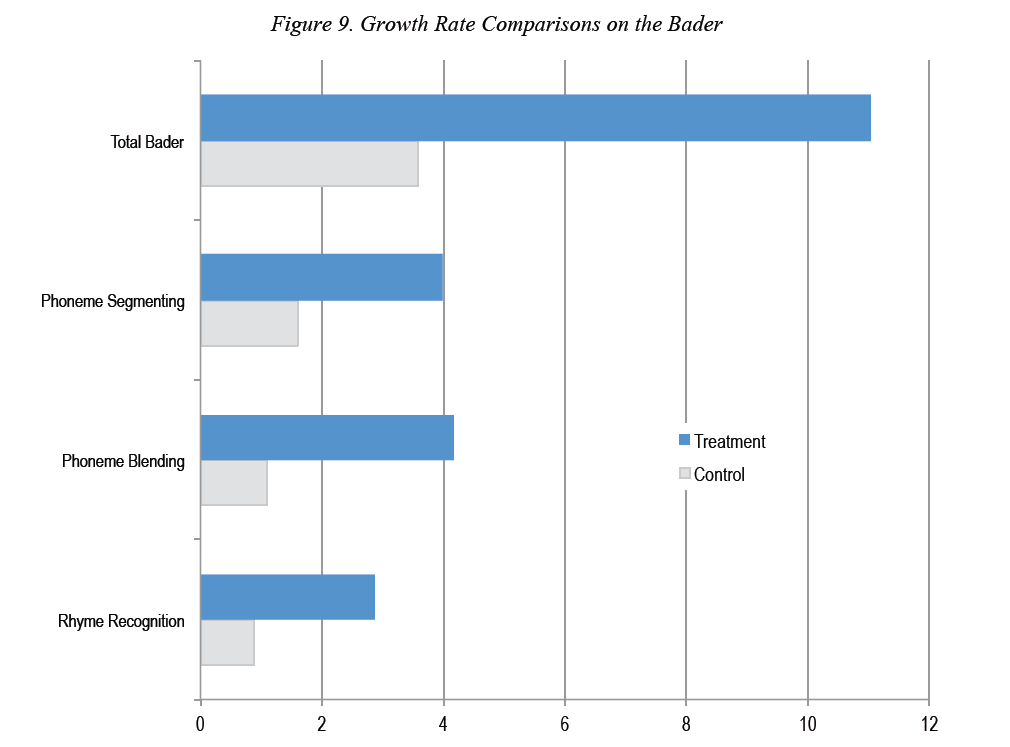 Figure 9. Growth Rate Comparisons on the Bader
Total Bader
Phoneme Segmenting
Phoneme Blending
Treatment
Control
Rhyme Recognition
0 2 4 6 8 10 12